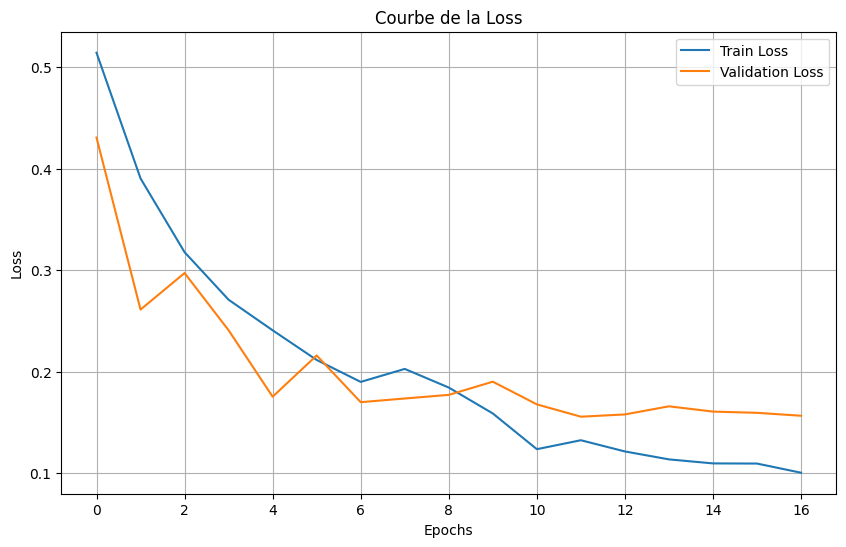 Courbe de la Loss
Train Loss
Validation Loss
Loss
0.5
0.4
0.3
0.2
0.1
0 2 4 6 8 10 12 14 16
Epochs